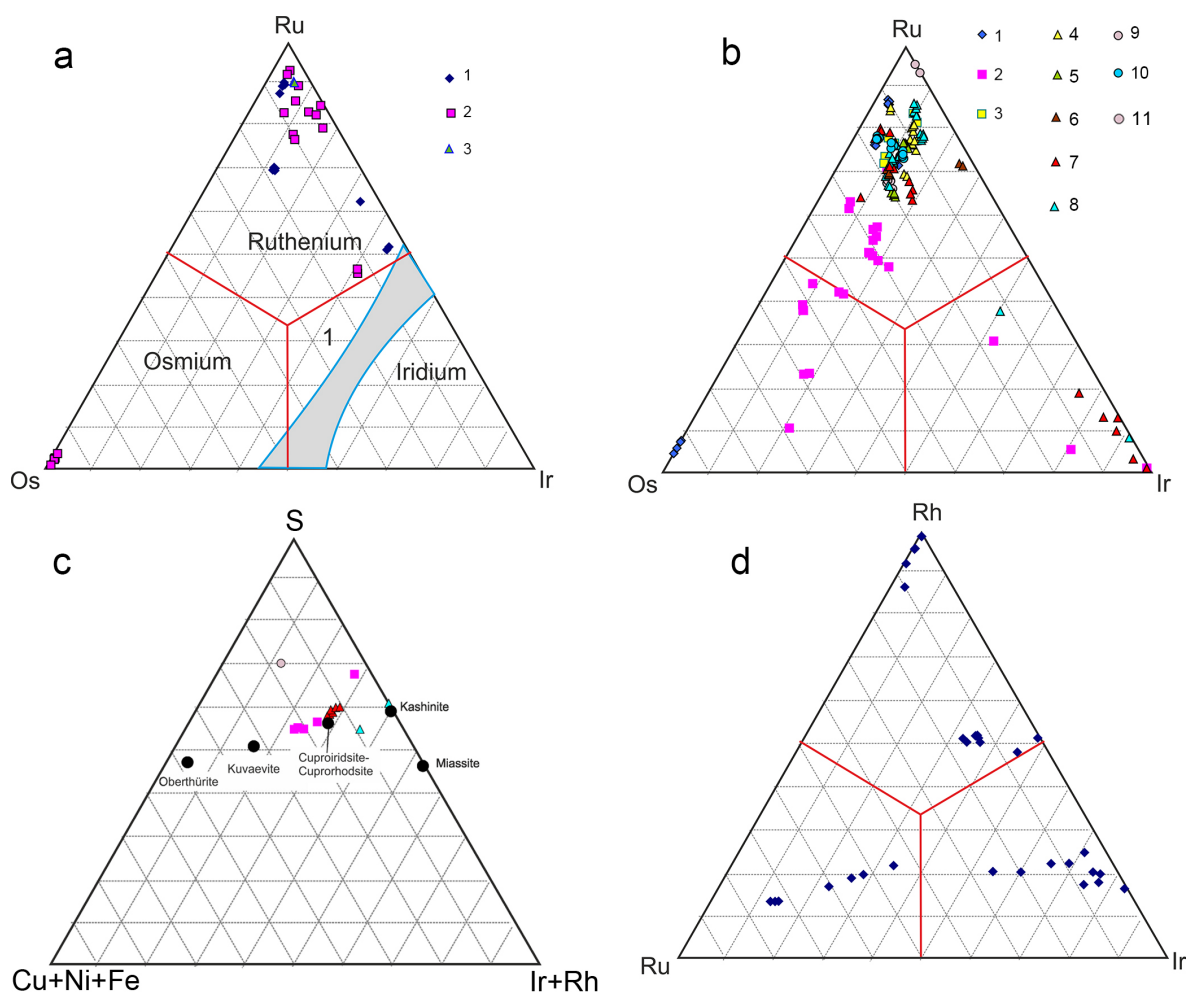 a
Ru
1
2
3
Ruthenium
1
Osmium
Iridium
Os
Ir
b
Ru
1
2
3
4
5
6
7
8
9
10
11
Os
Ir
c
S
Kashinite
Cuproiridsite-
Cuprorhodsite
Kuvaevite
Oberthürite
Miassite
Cu+Ni+Fe
Ir+Rh
d
Rh
Ru
Ir